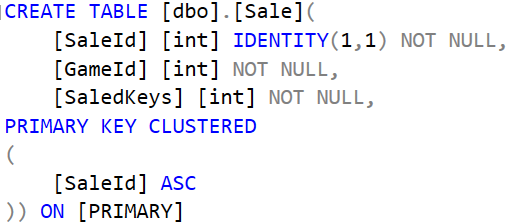 CREATE TABLE [dbo].[Sale](
    [SaleId] [int] IDENTITY(1,1) NOT NULL,
    [GameId] [int] NOT NULL,
    [SaledKeys] [int] NOT NULL,
PRIMARY KEY CLUSTERED
(
    [SaleId] ASC
)) ON [PRIMARY]